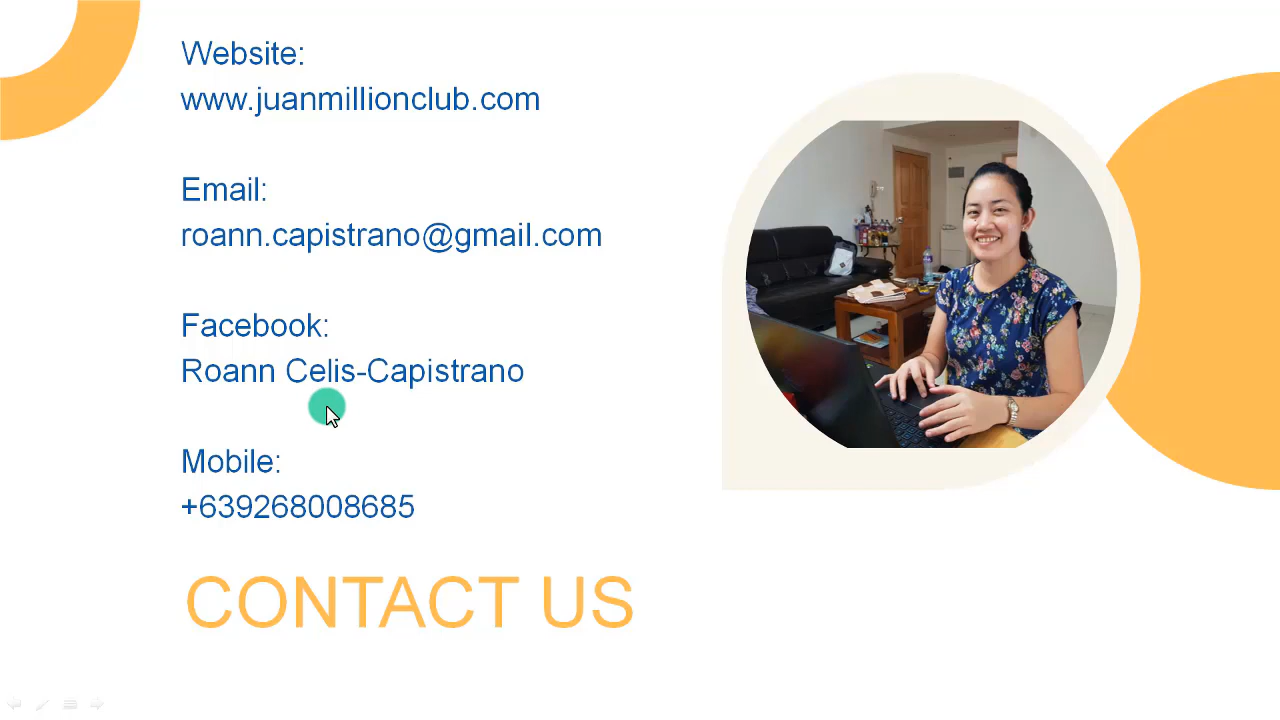 Website:
www.juanmillionclub.com
Email:
roann.capistrano@gmail.com
Facebook:
Roann Celis-Capistrano
Mobile:
+639268008685
CONTACT US